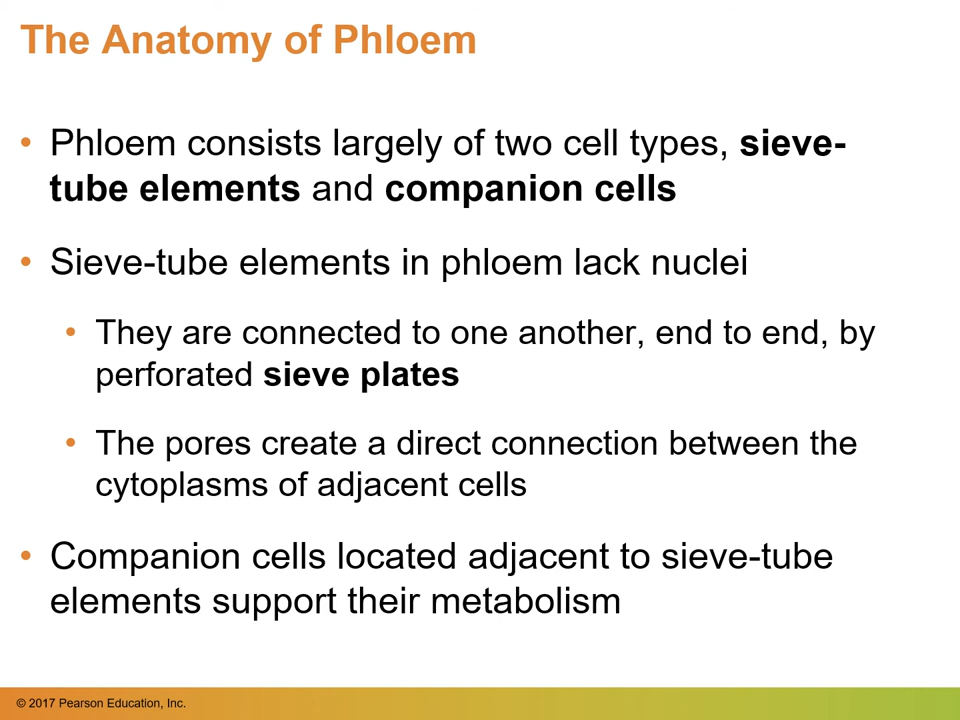 The Anatomy of Phloem
• Phloem consists largely of two cell types, sieve-
tube elements and companion cells
• Sieve-tube elements in phloem lack nuclei
• They are connected to one another, end to end, by
perforated sieve plates
• The pores create a direct connection between the
cytoplasms of adjacent cells
• Companion cells located adjacent to sieve-tube
elements support their metabolism
© 2017 Pearson Education, Inc.